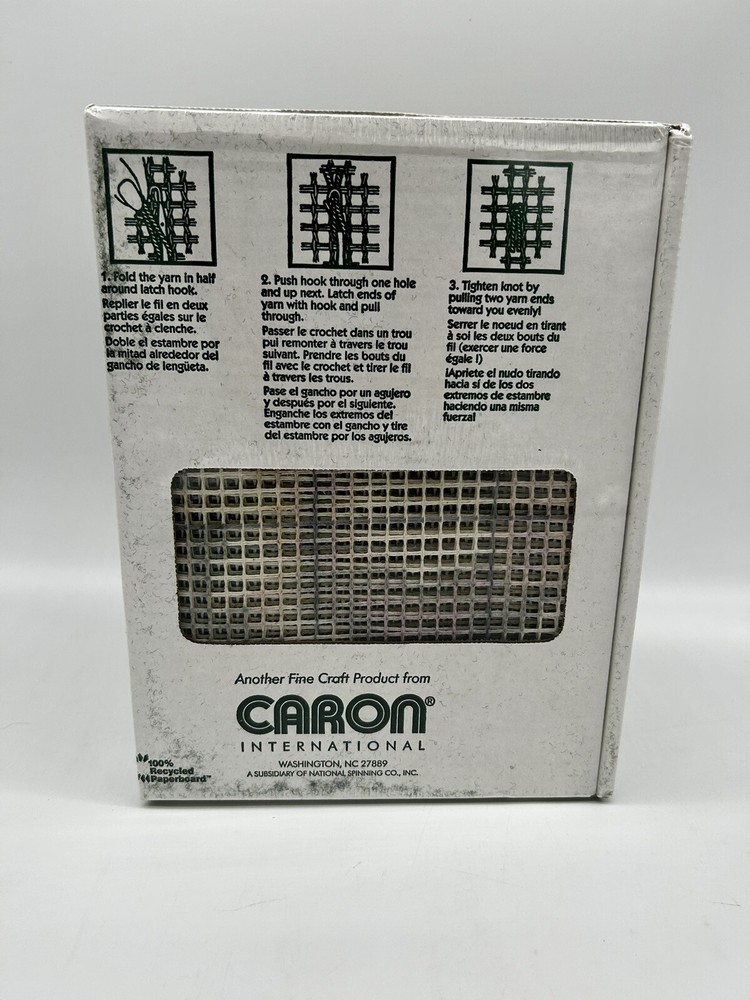 1. Fold the yarn in half
around latch hook.
Replier le fil en deux
parties égales sur le
crochet à clenche.
Doble el estambre por
la mitad alrededor del
gancho de lengüeta.
2. Push hook through one hole
and up next. Latch ends of
yarn with hook and pull
through.
Passer le crochet dans un trou
pui remonter à travers le trou
suivant. Prendre les bouts du
fil avec le crochet et tirer le fil
à travers les trous.
Pase el gancho por un agujero
y después por el siguiente.
Enganche los extremos del
estambre con el gancho y tire
del estambre por los agujeros.
3. Tighten knot by
pulling two yarn ends
toward you evenly!
Serrer le noeud en tirant
à soi les deux bouts du
fil (exercer une force
égale !)
¡Apriete el nudo tirando
hacia sí de los dos
extremos de estambre
haciendo una misma
fuerza!
Another Fine Craft Product from
CARON®
INTERNATIONAL
WASHINGTON, NC 27889
A SUBSIDIARY OF NATIONAL SPINNING CO., INC.
100%
Recycled
Paperboard™